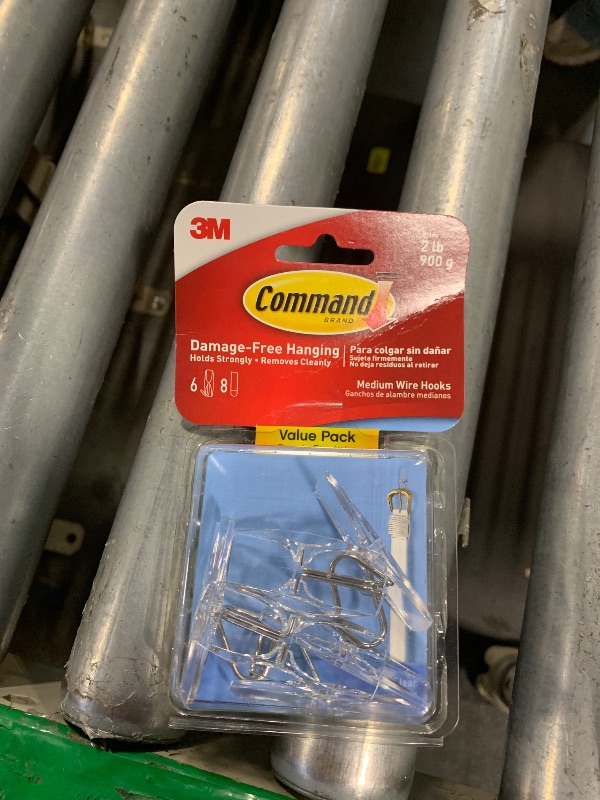 3M
2 lb
900 g
Command
BRAND
Damage-Free Hanging
Holds Strongly • Removes Cleanly
Para colgar sin dañar
Sujeta firmemente
No deja residuos al retirar
6 8
Medium Wire Hooks
Ganchos de alambre medianos
Value Pack